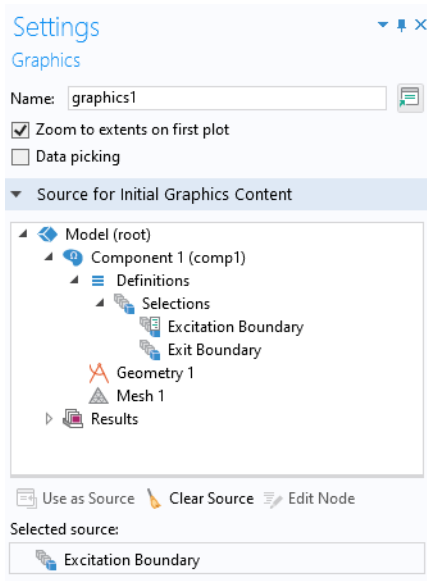 Settings
Graphics
Name: graphics1
Zoom to extents on first plot
Data picking
Source for Initial Graphics Content
Model (root)
Component 1 (comp1)
Definitions
Selections
Excitation Boundary
Exit Boundary
Geometry 1
Mesh 1
Results
Use as Source Clear Source Edit Node
Selected source:
Excitation Boundary